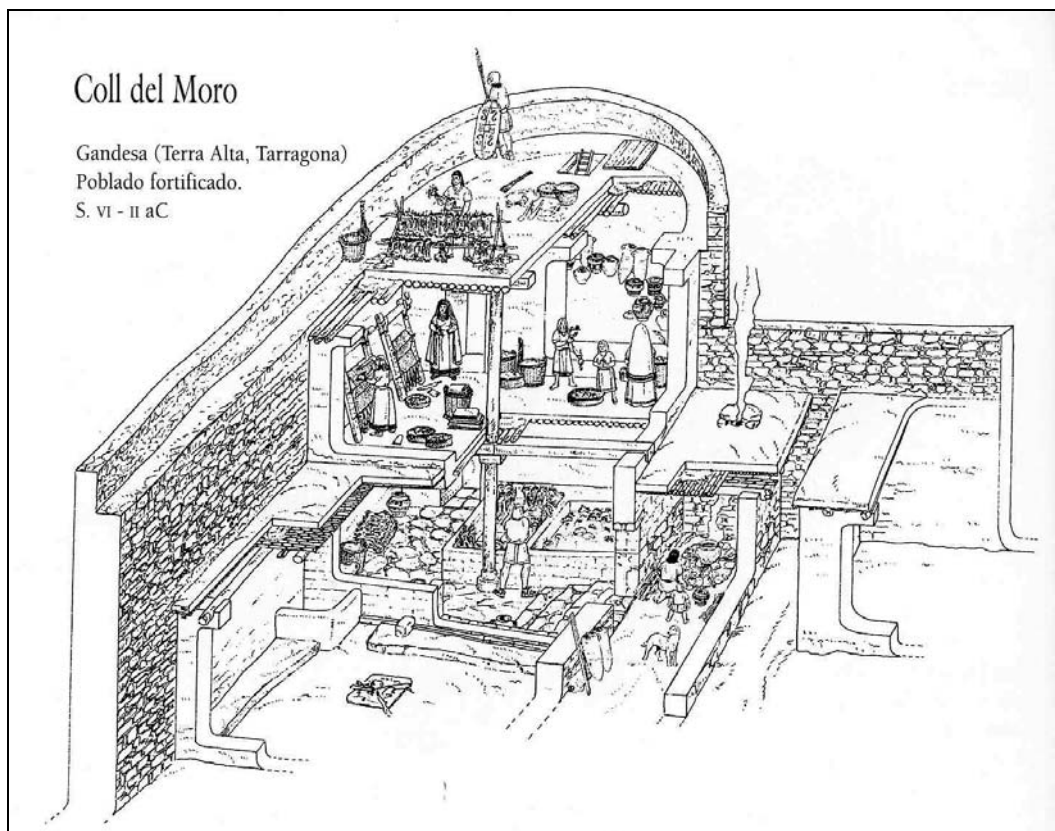 Coll del Moro
Gandesa (Terra Alta, Tarragona)
Poblado fortificado.
S. VI - II aC